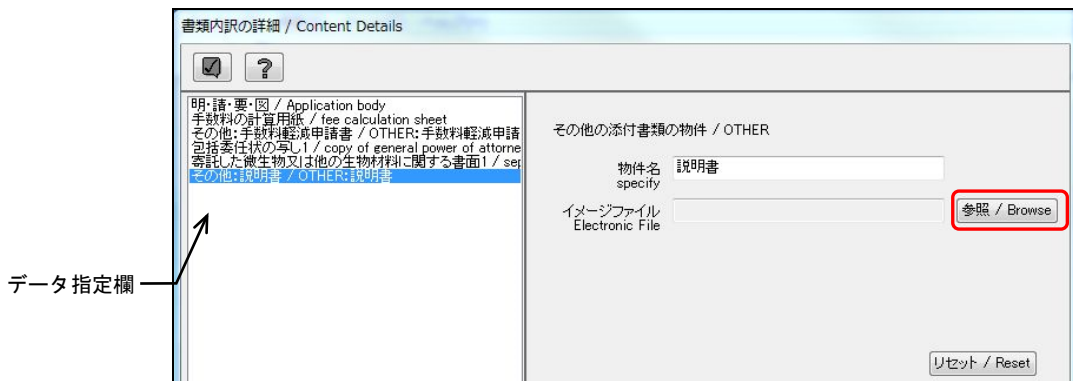 書類内訳の詳細 / Content Details
明・請・要・図 / Application body
手数料の計算用紙 / fee calculation sheet
その他:手数料軽減申請書 / OTHER:手数料軽減申請
包括委任状の写し1 / copy of general power of attorne
寄託した微生物又は他の生物材料に関する書面1 / sep
その他:説明書 / OTHER:説明書
データ指定欄
その他の添付書類の物件 / OTHER
物件名 説明書
specify
イメージファイル 参照 / Browse
Electronic File
リセット / Reset